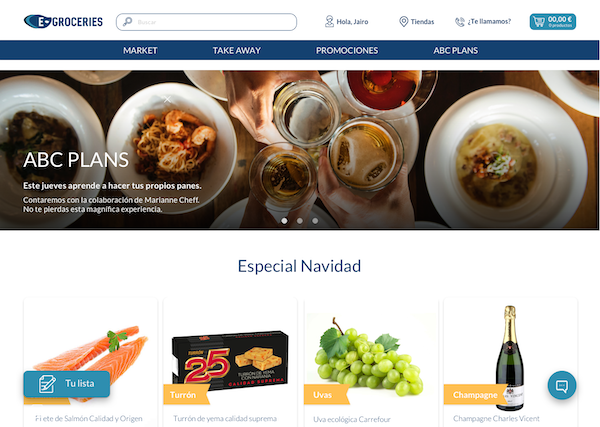 E-GROCERIES
Buscar
Hola, Jairo
Tiendas
¿Te llamamos?
00,00 €
0 productos
MARKET
TAKE AWAY
PROMOCIONES
ABC PLANS
ABC PLANS
Este jueves aprende a hacer tus propios panes.
Contaremos con la colaboración de Marianne Cheff.
No te pierdas esta magnífica experiencia.
Especial Navidad
TURRÓN
25
TURRÓN DE YEMA
CON NARANJA
CALIDAD SUPREMA
Tu lista
Turrón
Uvas
Champagne
Fi ete de Salmón Calidad y Origen
Turrón de yema calidad suprema
Uva ecológica Carrefour
Champagne Charles Vicent